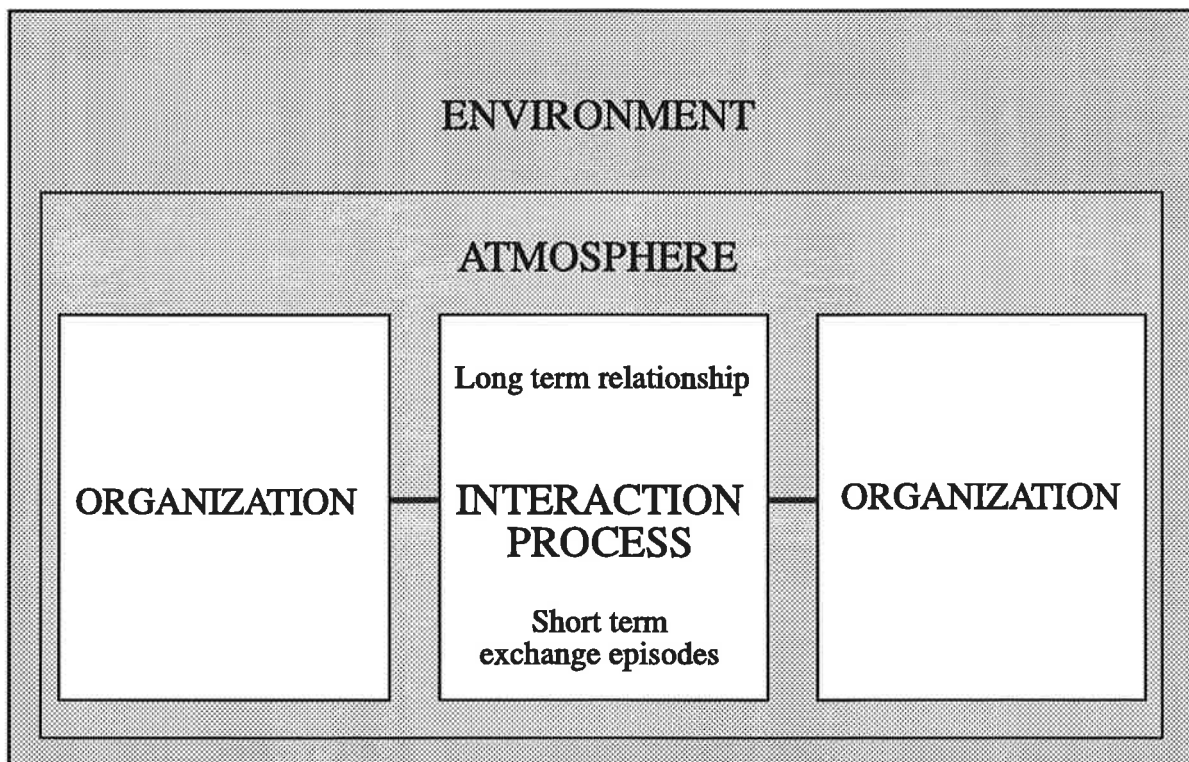 ENVIRONMENT
ATMOSPHERE
ORGANIZATION
Long term relationship
INTERACTION
PROCESS
Short term
exchange episodes
ORGANIZATION